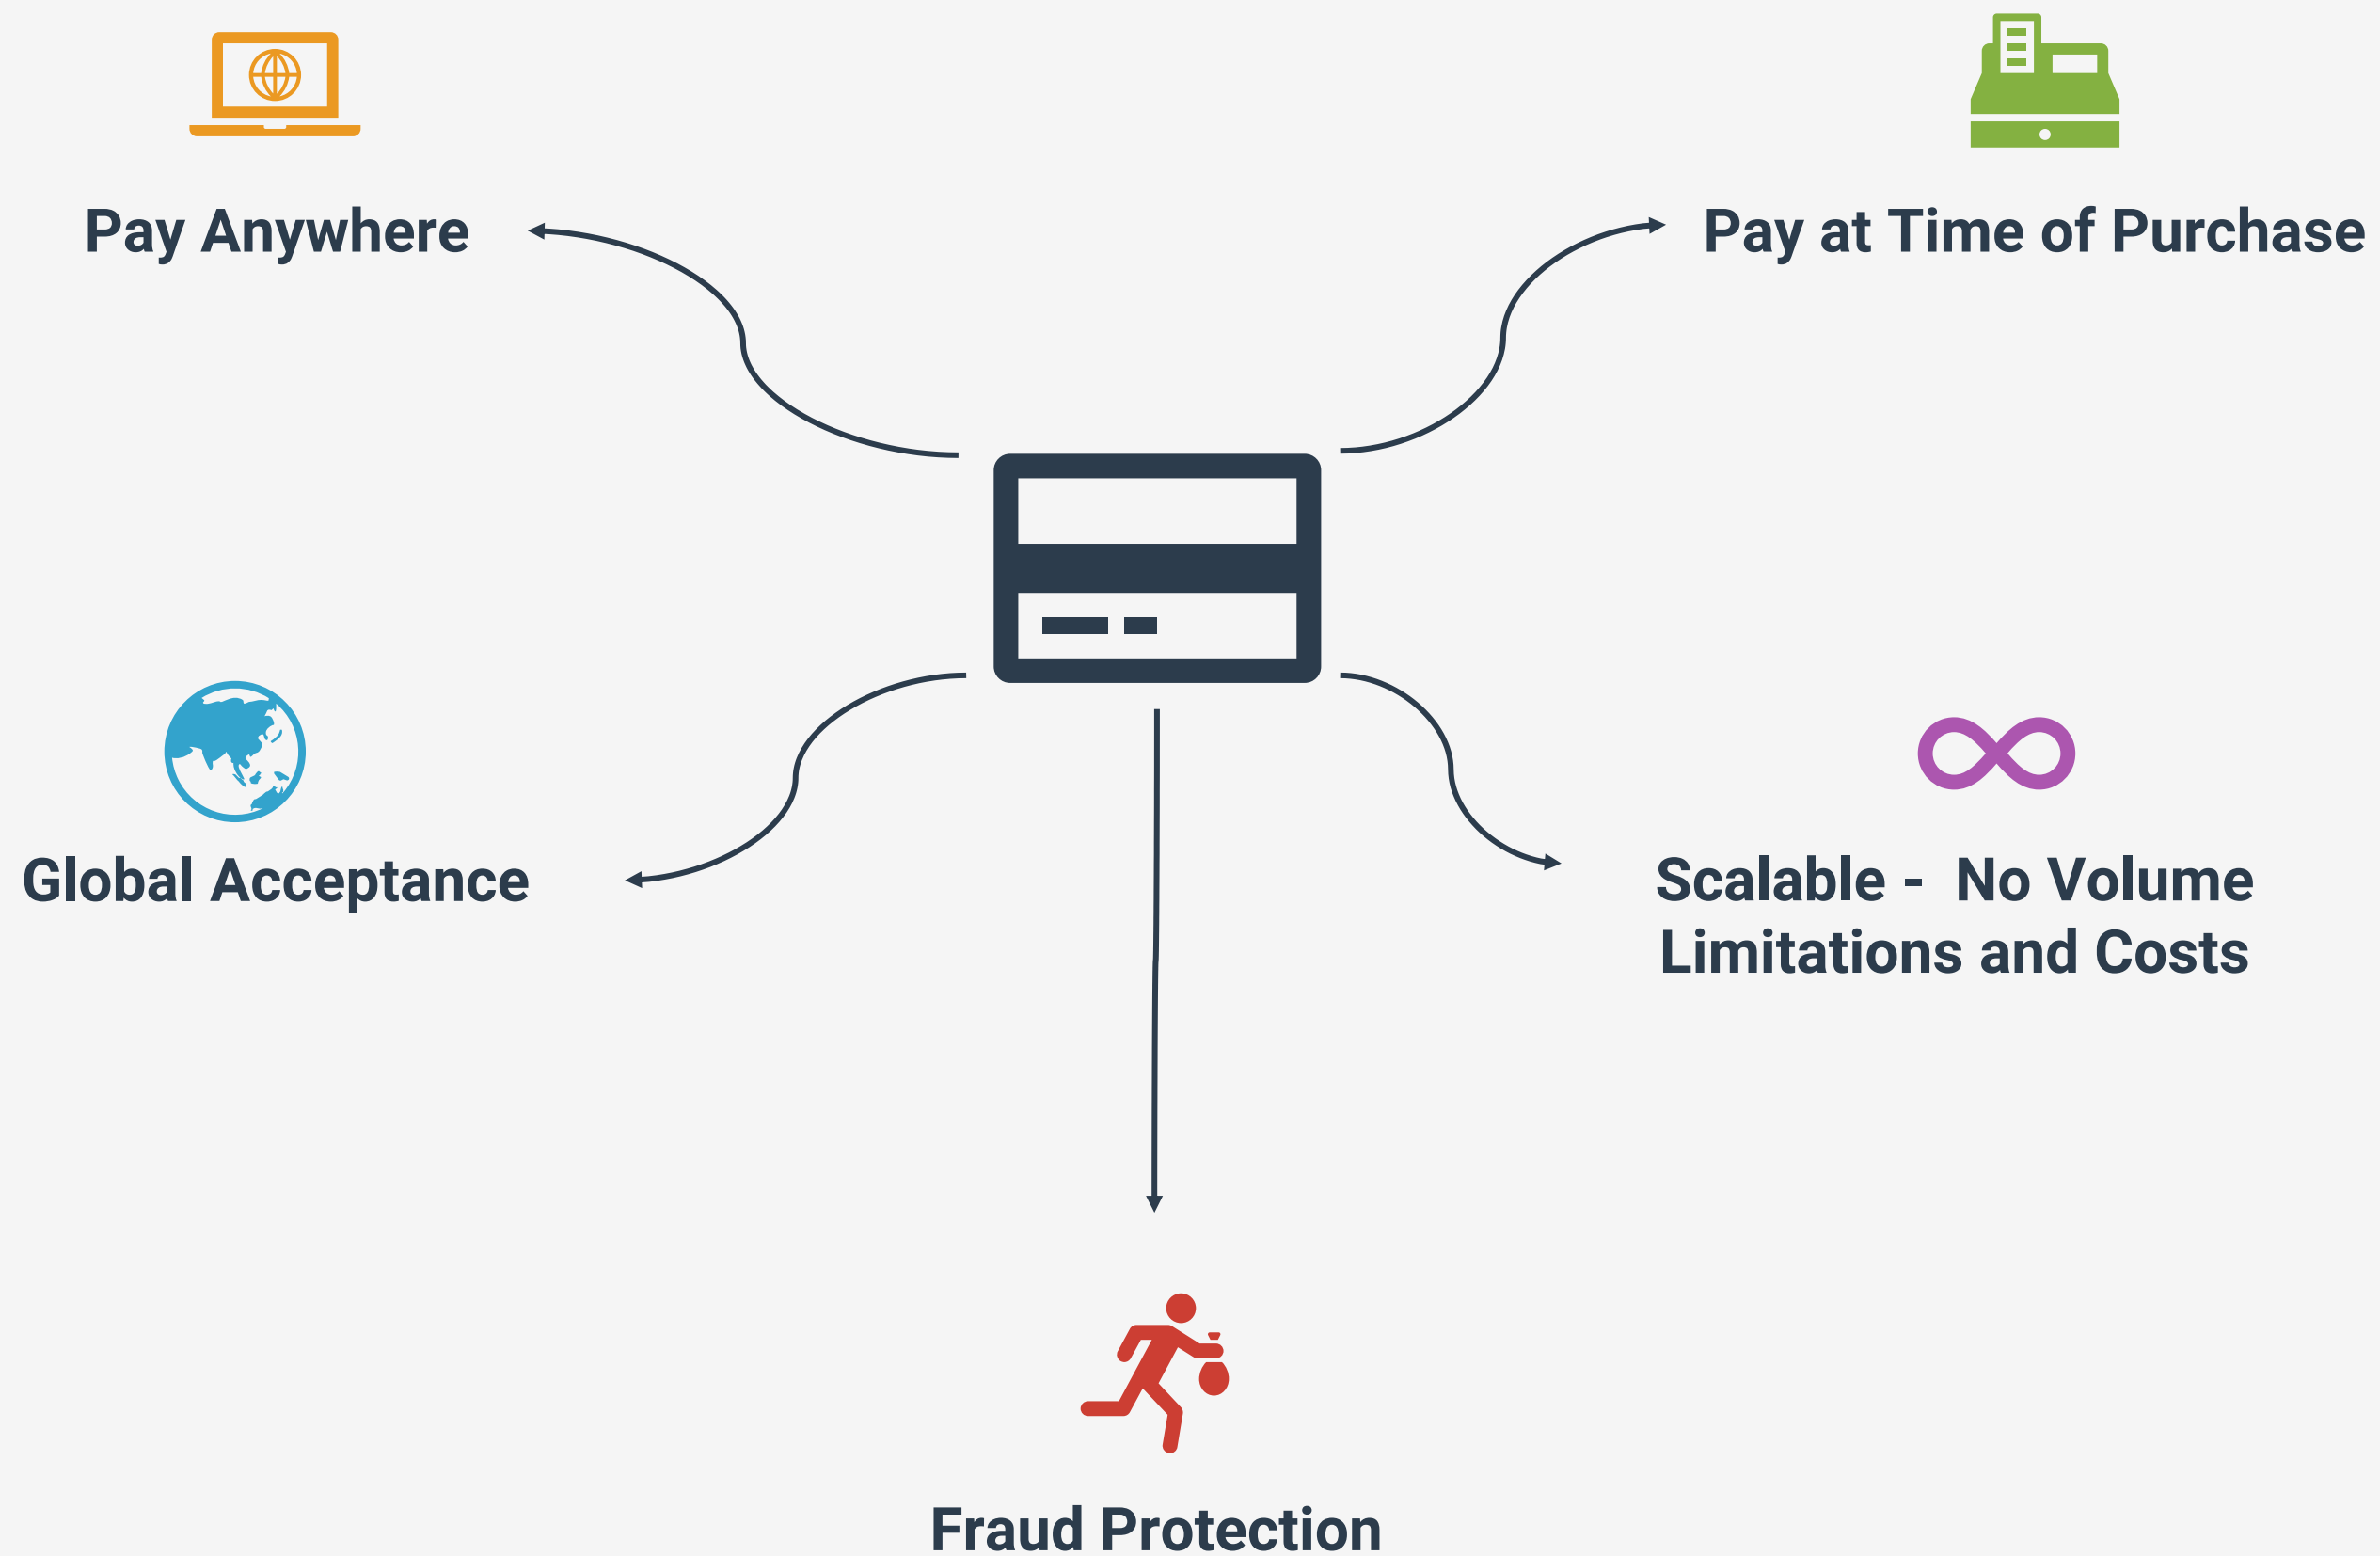 Pay Anywhere
Pay at Time of Purchase
Global Acceptance
Scalable -  No Volume
Limitations and Costs
Fraud Protection